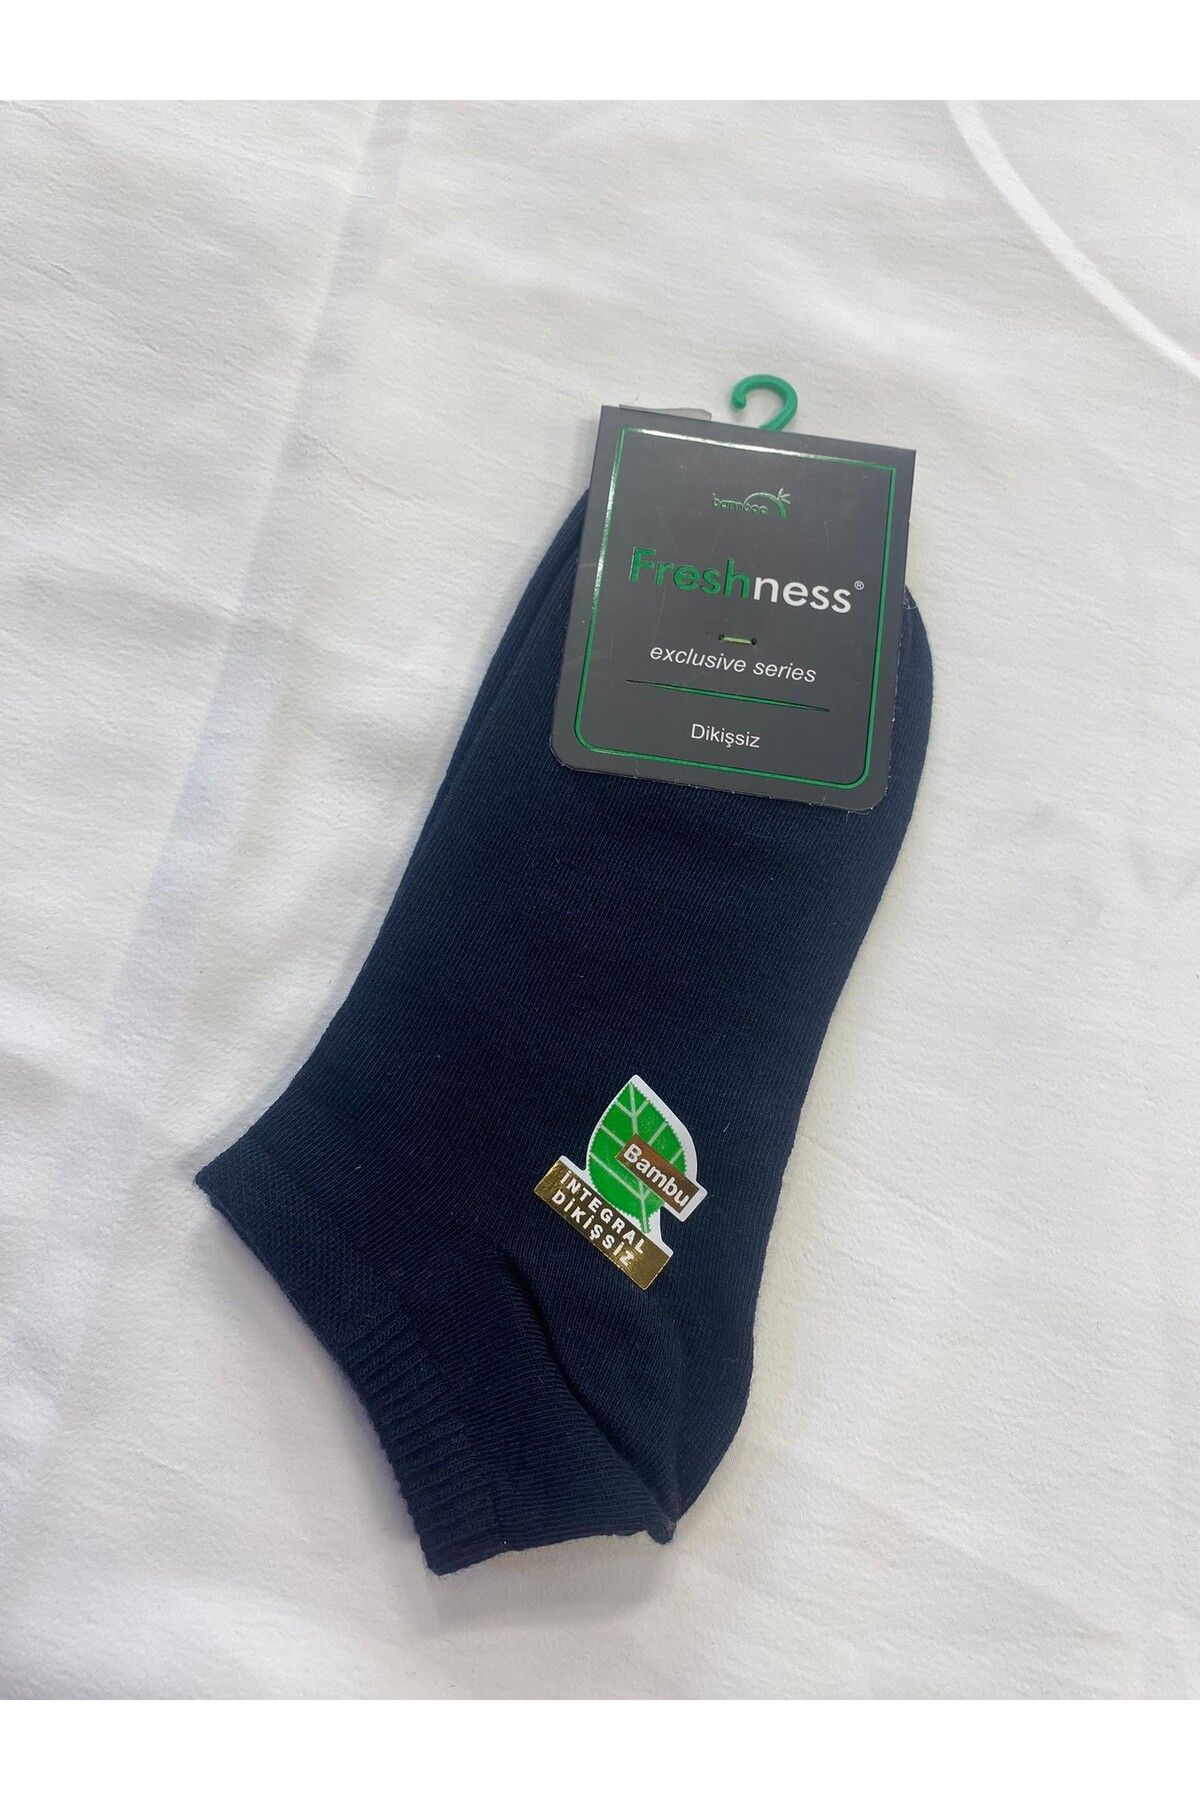 bamboo
Freshness®
exclusive series
Dikişsiz
Bambu
İNTEGRAL
DİKİŞSİZ